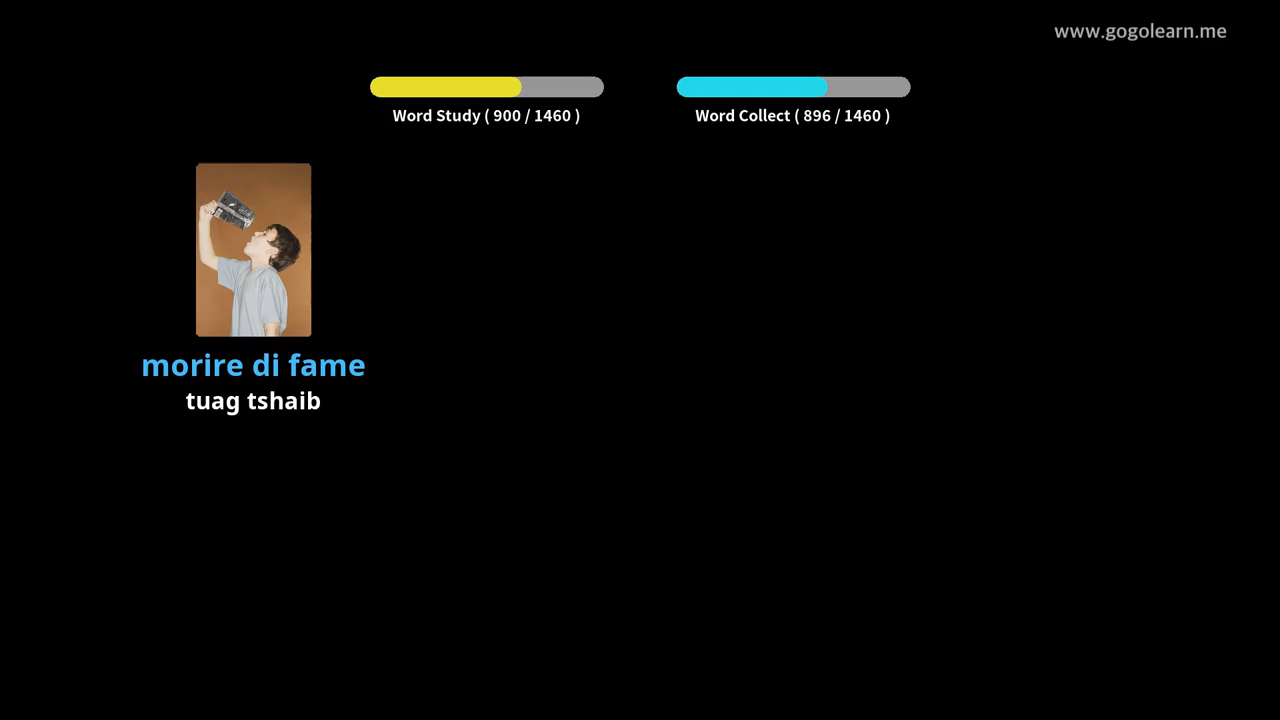 www.gogolearn.me
Word Study ( 900 / 1460 )
Word Collect ( 896 / 1460 )
morire di fame
tuag tshaib